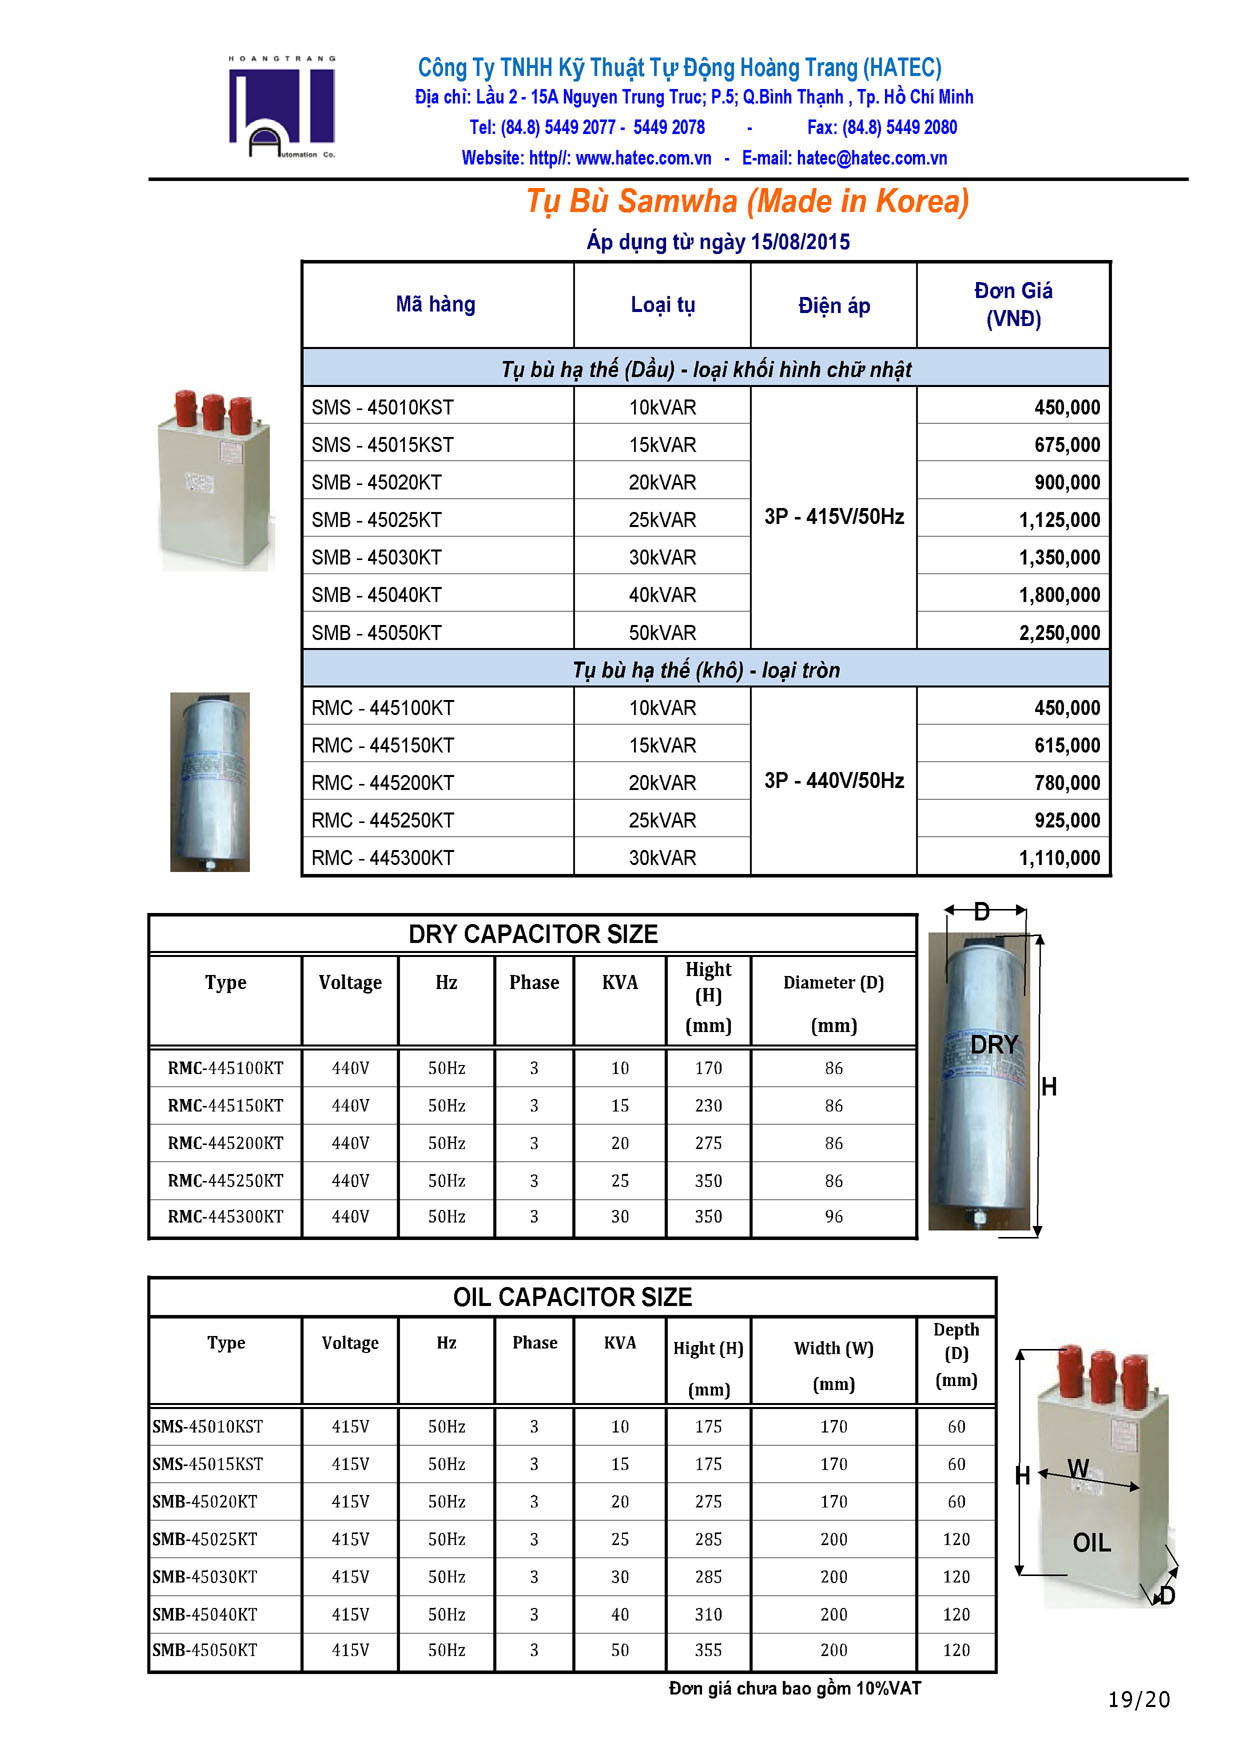 HOANGTRANG
Automation Co.
Công Ty TNHH Kỹ Thuật Tự Động Hoàng Trang (HATEC)
Địa chỉ: Lầu 2 - 15A Nguyen Trung Truc; P.5; Q.Bình Thạnh , Tp. Hồ Chí Minh
Tel: (84.8) 5449 2077 - 5449 2078 - Fax: (84.8) 5449 2080
Website: http//: www.hatec.com.vn - E-mail: hatec@hatec.com.vn
Tụ Bù Samwha (Made in Korea)
Áp dụng từ ngày 15/08/2015
Mã hàng Loại tụ Điện áp Đơn Giá (VNĐ)
Tụ bù hạ thế (Dầu) - loại khối hình chữ nhật
SMS - 45010KST 10kVAR 450,000
SMS - 45015KST 15kVAR 675,000
SMB - 45020KT 20kVAR 900,000
SMB - 45025KT 25kVAR 3P - 415V/50Hz 1,125,000
SMB - 45030KT 30kVAR 1,350,000
SMB - 45040KT 40kVAR 1,800,000
SMB - 45050KT 50kVAR 2,250,000
Tụ bù hạ thế (khô) - loại tròn
RMC - 445100KT 10kVAR 450,000
RMC - 445150KT 15kVAR 615,000
RMC - 445200KT 20kVAR 3P - 440V/50Hz 780,000
RMC - 445250KT 25kVAR 925,000
RMC - 445300KT 30kVAR 1,110,000
DRY CAPACITOR SIZE
Type Voltage Hz Phase KVA Hight (H) (mm) Diameter (D) (mm)
RMC-445100KT 440V 50Hz 3 10 170 86
RMC-445150KT 440V 50Hz 3 15 230 86
RMC-445200KT 440V 50Hz 3 20 275 86
RMC-445250KT 440V 50Hz 3 25 350 86
RMC-445300KT 440V 50Hz 3 30 350 96
D
DRY
H
OIL CAPACITOR SIZE
Type Voltage Hz Phase KVA Hight (H) (mm) Width (W) (mm) Depth (D) (mm)
SMS-45010KST 415V 50Hz 3 10 175 170 60
SMS-45015KST 415V 50Hz 3 15 175 170 60
SMB-45020KT 415V 50Hz 3 20 275 170 60
SMB-45025KT 415V 50Hz 3 25 285 200 120
SMB-45030KT 415V 50Hz 3 30 285 200 120
SMB-45040KT 415V 50Hz 3 40 310 200 120
SMB-45050KT 415V 50Hz 3 50 355 200 120
H
W
OIL
D
Đơn giá chưa bao gồm 10%VAT
19/20